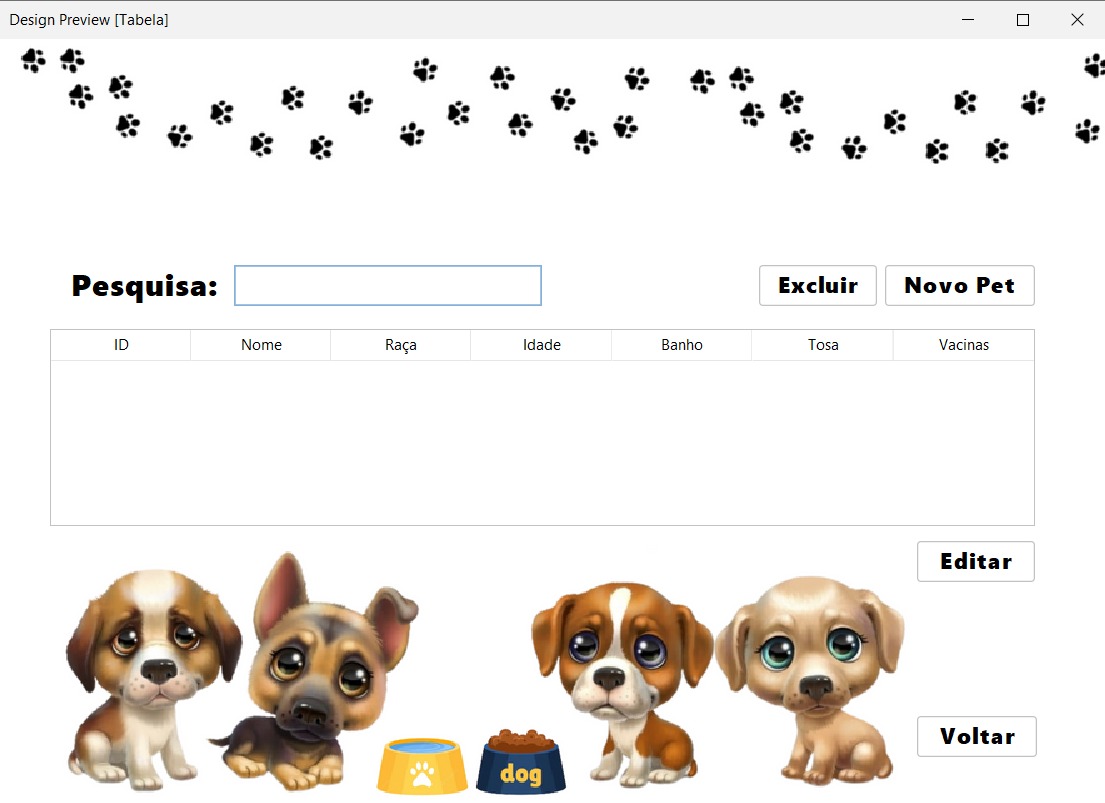 Design Preview [Tabela]
Pesquisa: Excluir Novo Pet
ID Nome Raça Idade Banho Tosa Vacinas
Editar
Voltar
dog